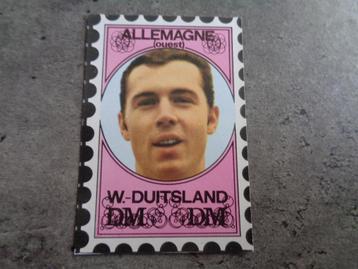 ALLEMAGNE
(ouest)
W.-DUITSLAND
DM DM